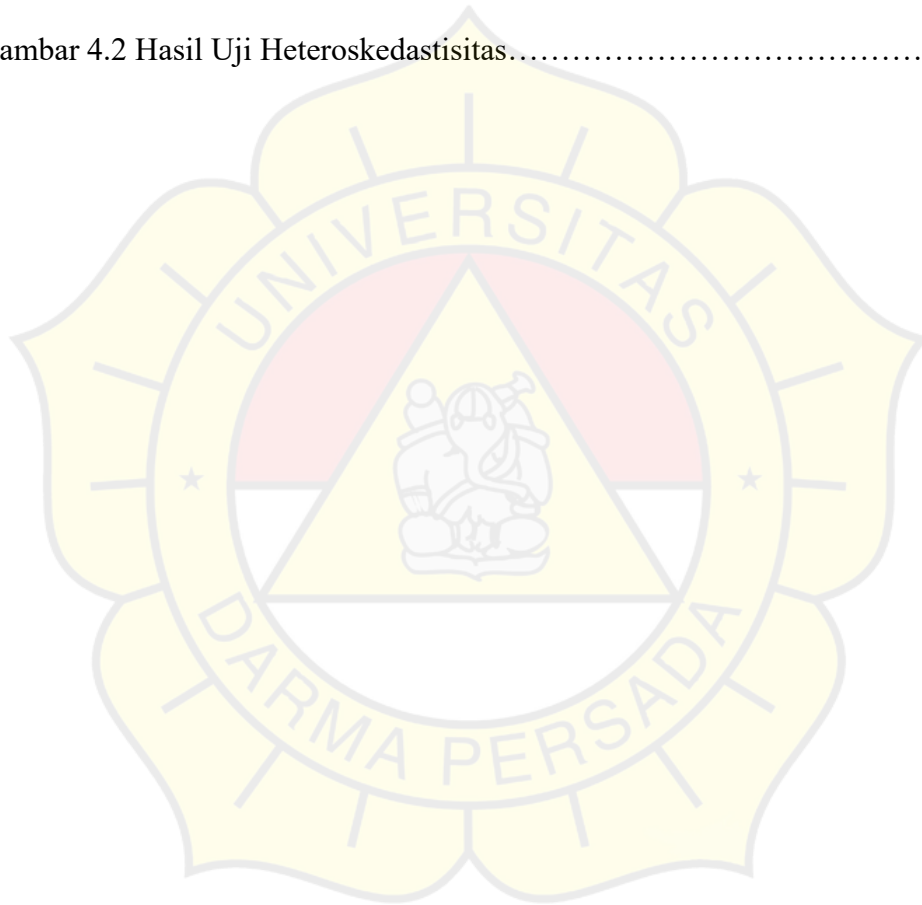 ambar 4.2 Hasil Uji Heteroskedastisitas…………………………………
UNIVERSITAS
DARMA PERSADA